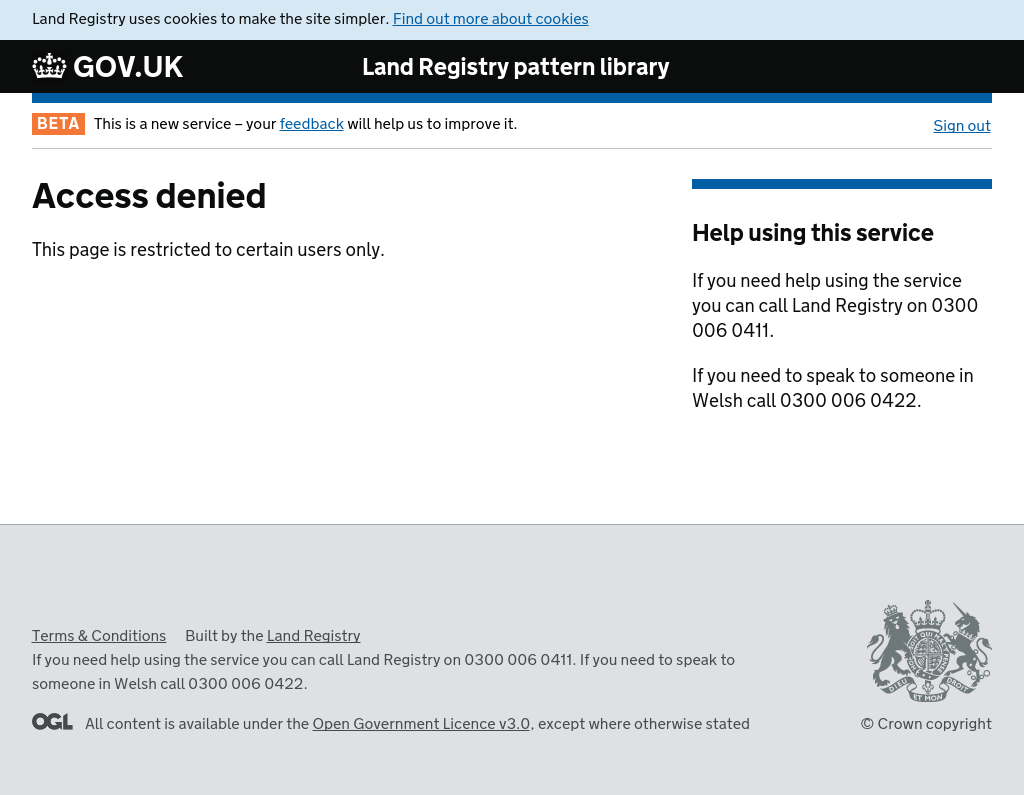 Land Registry uses cookies to make the site simpler. Find out more about cookies
GOV.UK
Land Registry pattern library
BETA This is a new service – your feedback will help us to improve it.
Sign out
Access denied
This page is restricted to certain users only.
Help using this service
If you need help using the service
you can call Land Registry on 0300
006 0411.
If you need to speak to someone in
Welsh call 0300 006 0422.
Terms & Conditions Built by the Land Registry
If you need help using the service you can call Land Registry on 0300 006 0411. If you need to speak to
someone in Welsh call 0300 006 0422.
OGL All content is available under the Open Government Licence v3.0, except where otherwise stated
DIEU ET MON DROIT
© Crown copyright